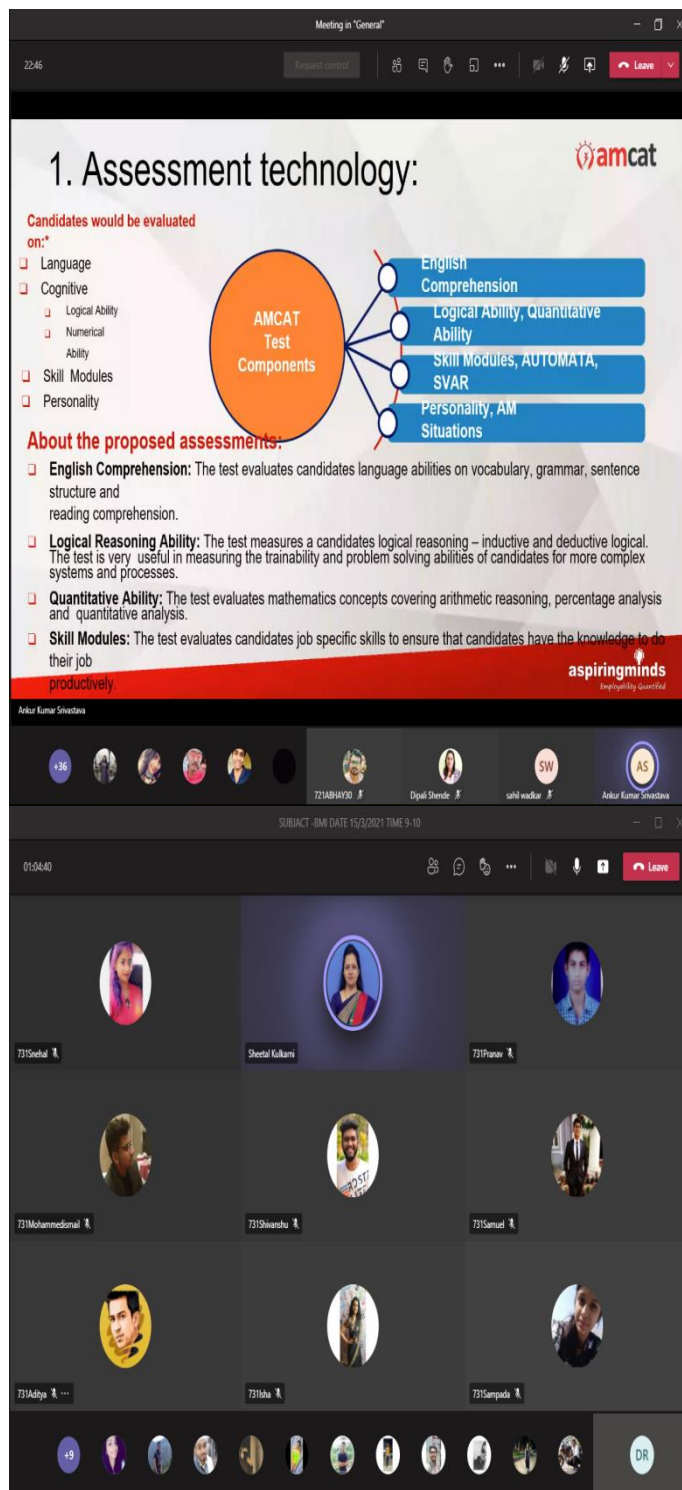 Meeting in "General"
22:46
Request control
Leave
1. Assessment technology:
amcat
Candidates would be evaluated
on:*
Language
Cognitive
Logical Ability
Numerical
Ability
Skill Modules
Personality
AMCAT
Test
Components
English
Comprehension
Logical Ability, Quantitative
Ability
Skill Modules, AUTOMATA,
SVAR
Personality, AM
Situations
About the proposed assessments:
English Comprehension: The test evaluates candidates language abilities on vocabulary, grammar, sentence
structure and
reading comprehension.
Logical Reasoning Ability: The test measures a candidates logical reasoning – inductive and deductive logical.
The test is very useful in measuring the trainability and problem solving abilities of candidates for more complex
systems and processes.
Quantitative Ability: The test evaluates mathematics concepts covering arithmetic reasoning, percentage analysis
and quantitative analysis.
Skill Modules: The test evaluates candidates job specific skills to ensure that candidates have the knowledge to do
their job
productively.
aspiringminds
Employability Quantified
Ankur Kumar Srivastava
+36
721ABHAY30
Dipali Shende
SW
sahil wadkar
AS
Ankur Kumar Srivastava
SUBJACT -BMI DATE 15/3/2021 TIME 9-10
01:04:40
Leave
731Snehal
Sheetal Kulkarni
731Pranav
731Mohammedismail
731Shivanshu
731Samuel
731Aditya
731Isha
731Sampada
+9
DR